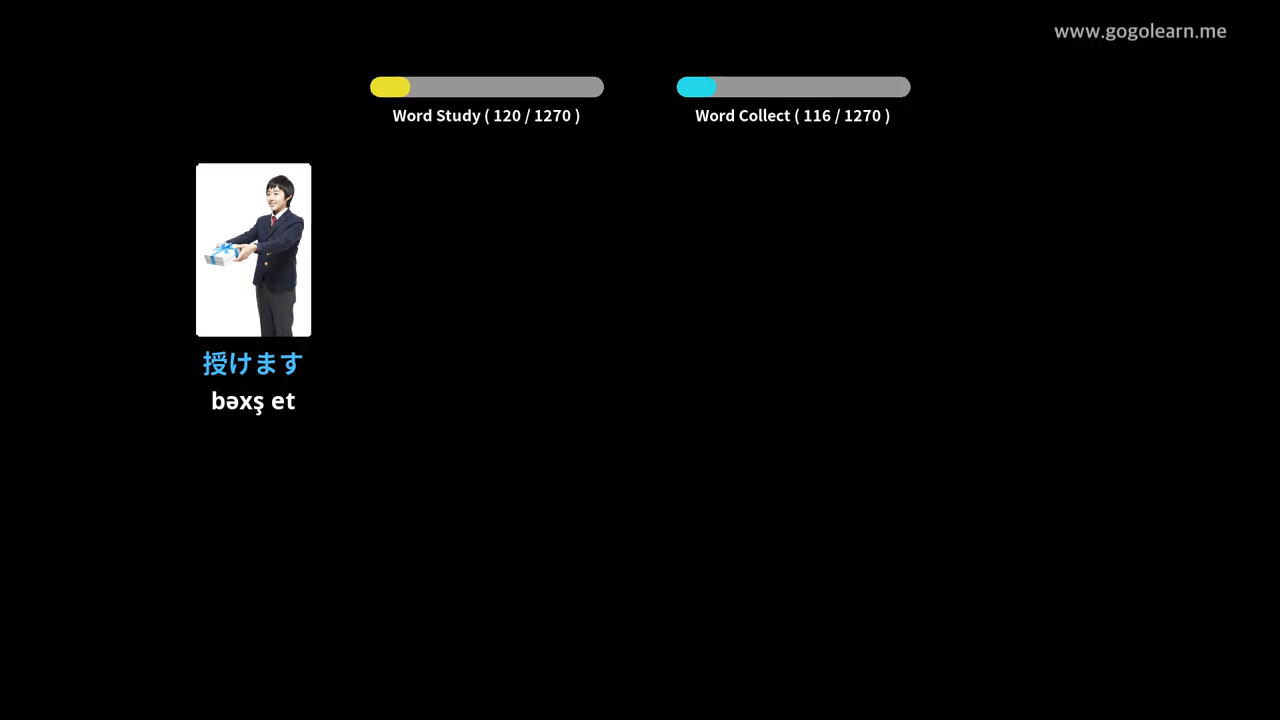 www.gogolearn.me
Word Study ( 120 / 1270 )
Word Collect ( 116 / 1270 )
授けます
bəxş et